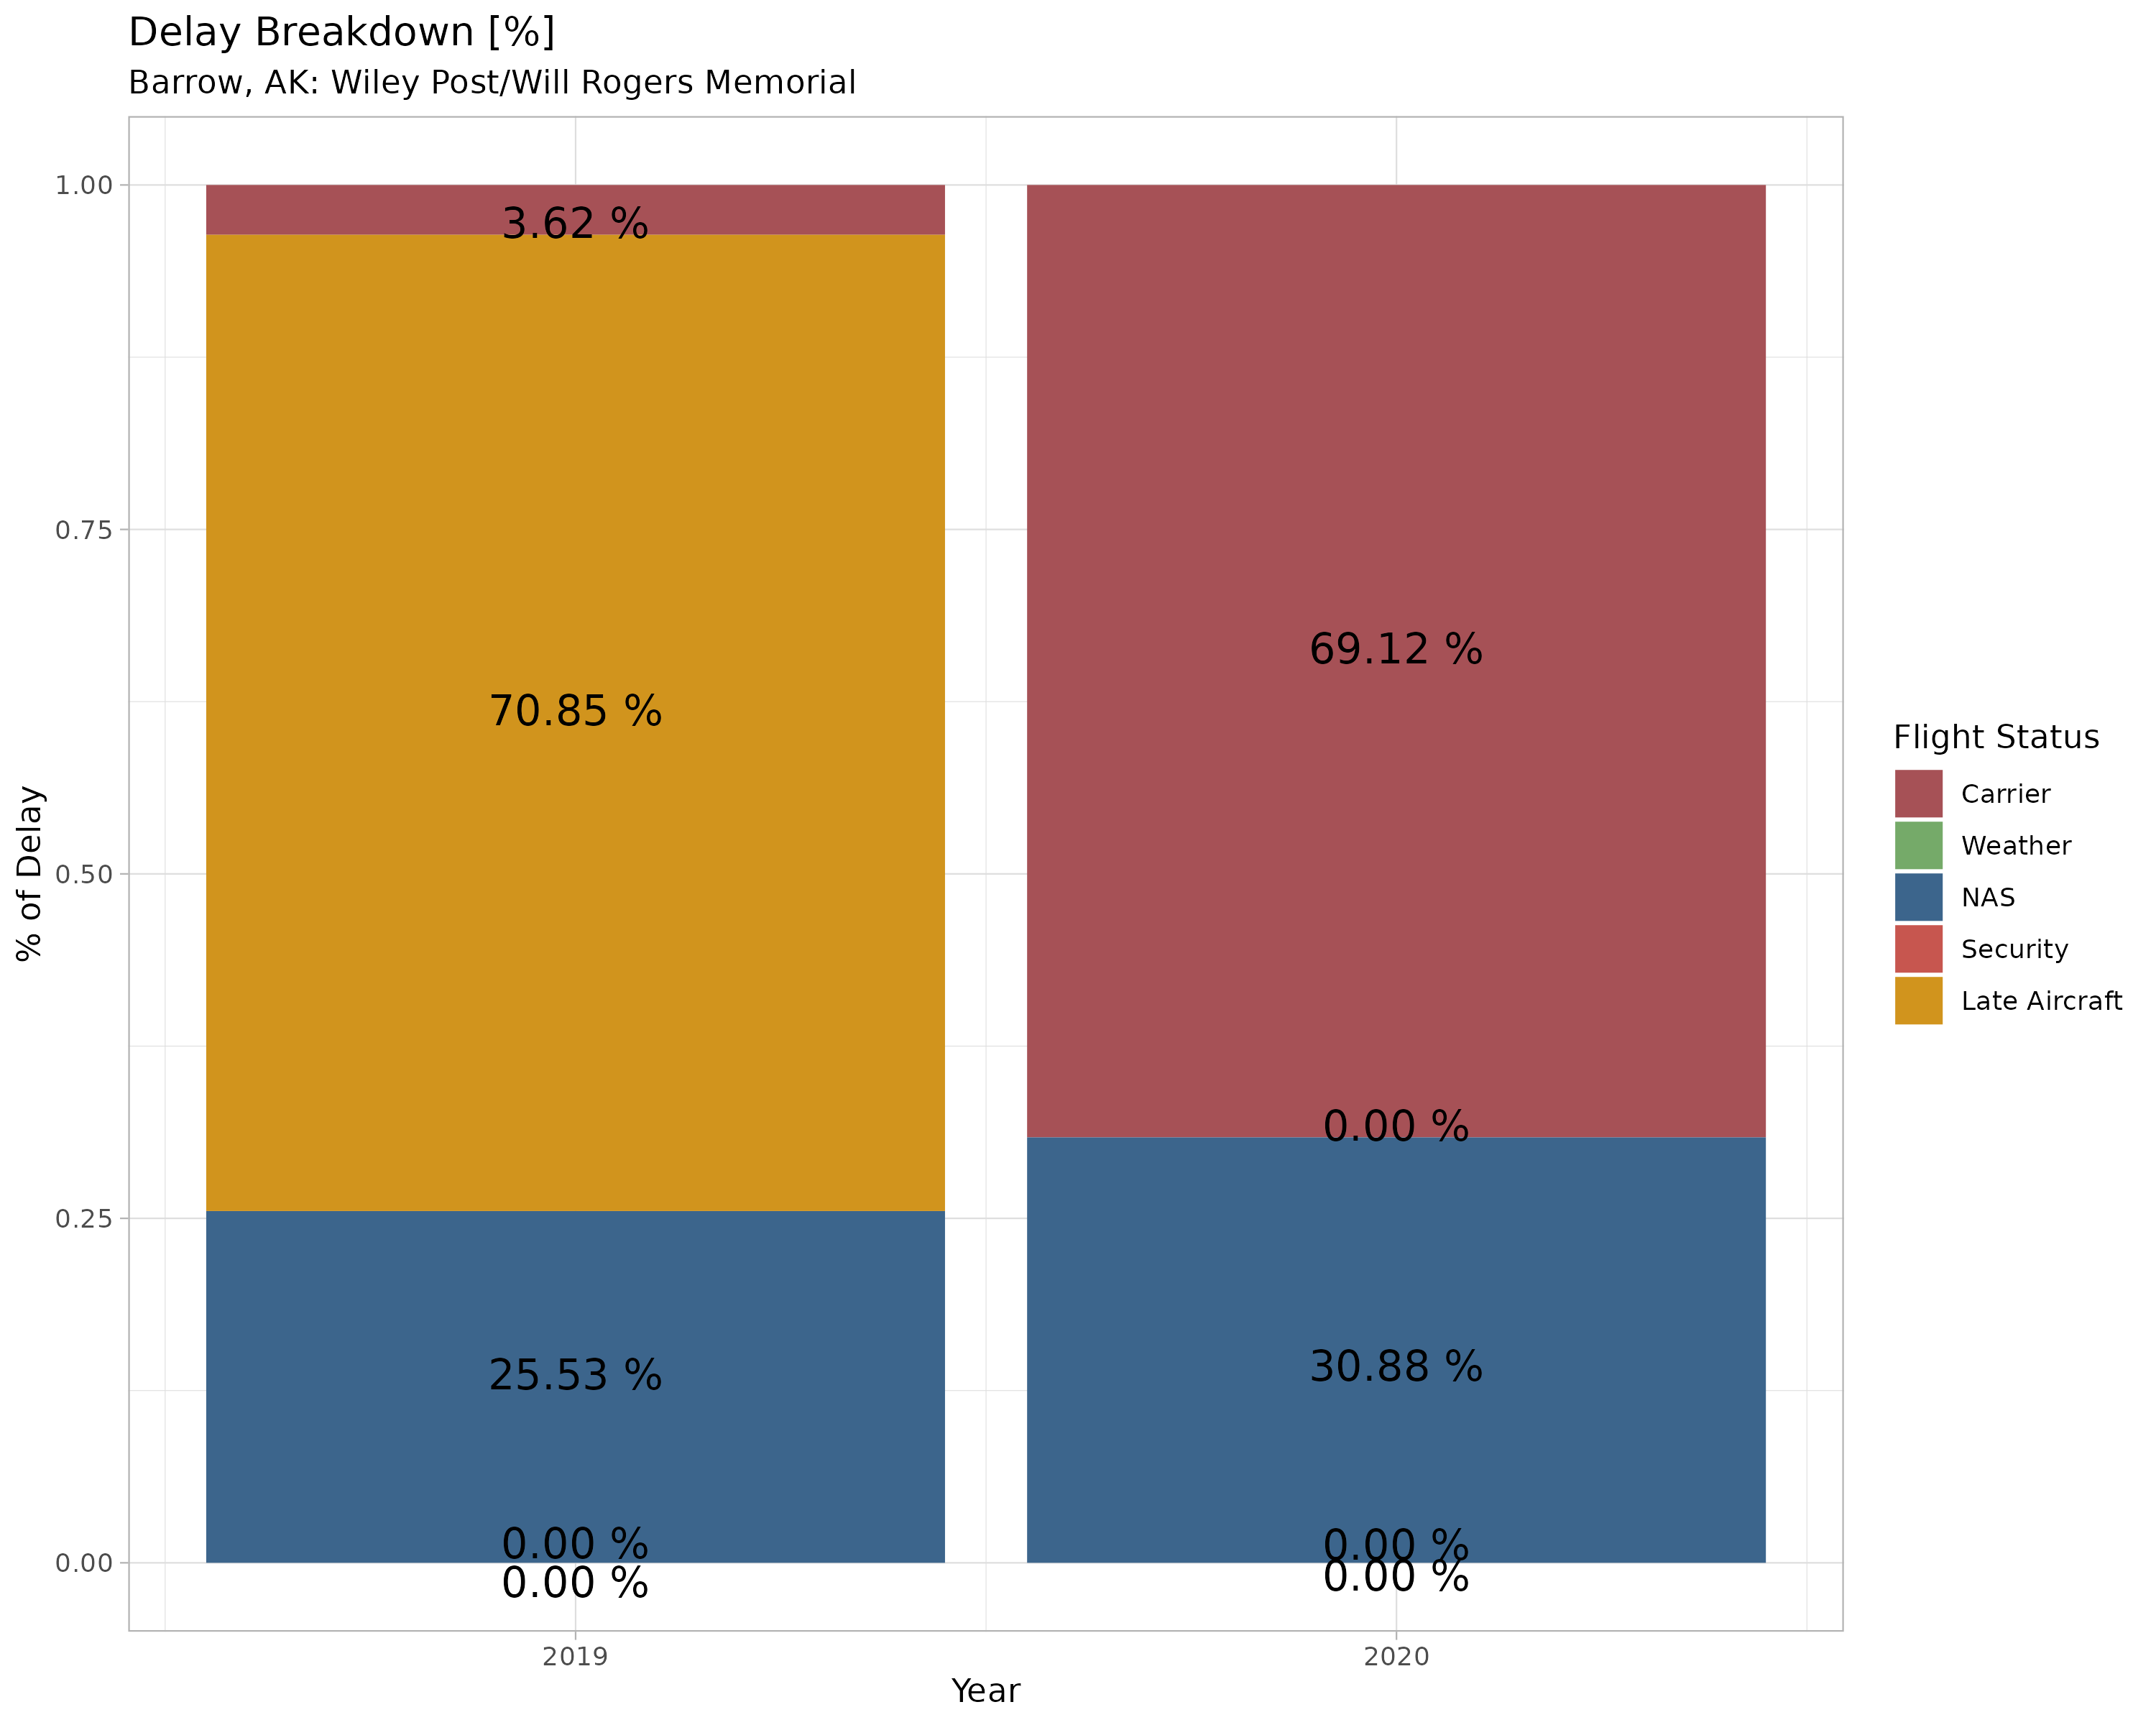 Delay Breakdown [%]
Barrow, AK: Wiley Post/Will Rogers Memorial
% of Delay
1.00
0.75
0.50
0.25
0.00
3.62 %
70.85 %
25.53 %
0.00 %
0.00 %
69.12 %
0.00 %
30.88 %
0.00 %
0.00 %
2019
2020
Year
Flight Status
Carrier
Weather
NAS
Security
Late Aircraft